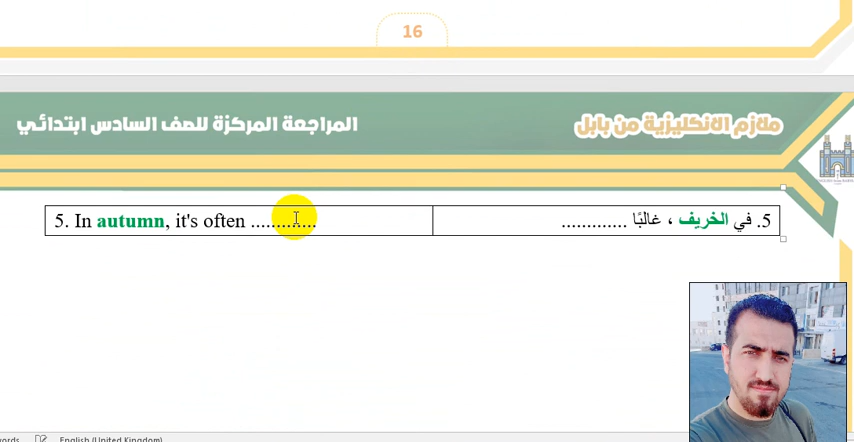 16
ملازم الانكليزية من بابل
المراجعة المركزة للصف السادس ابتدائي
5. In autumn, it's often .............
5. في الخريف ، غالبًا .............
English (United Kingdom)